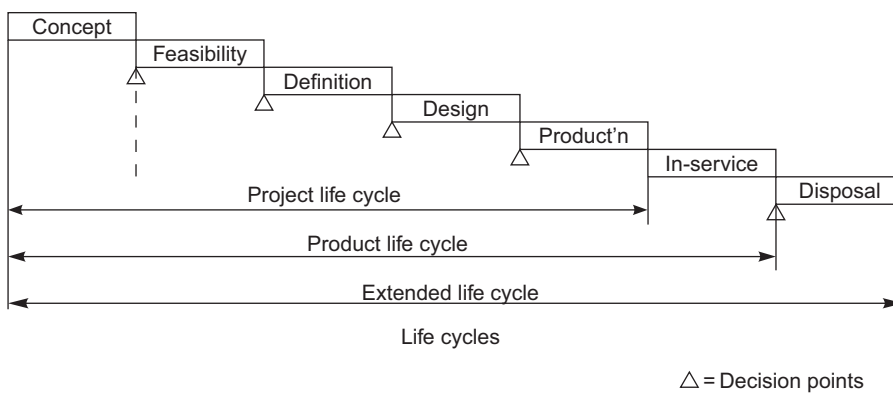 Concept
Feasibility
Definition
Design
Product'n
In-service
Disposal
Project life cycle
Product life cycle
Extended life cycle
Life cycles
= Decision points